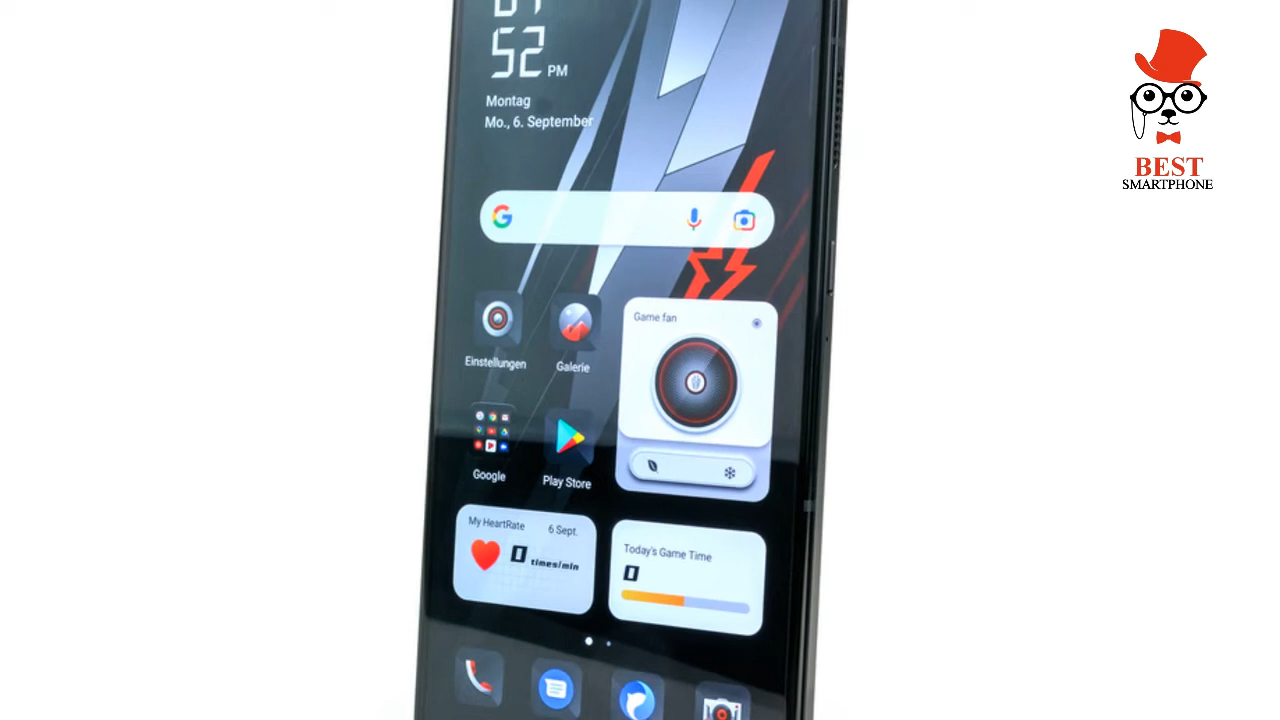 52 PM
Montag
Mo., 6. September
BEST
SMARTPHONE
Game fan
Einstellungen
Galerie
Google
Play Store
My HeartRate
6 Sept.
0 times/min
Today's Game Time
0